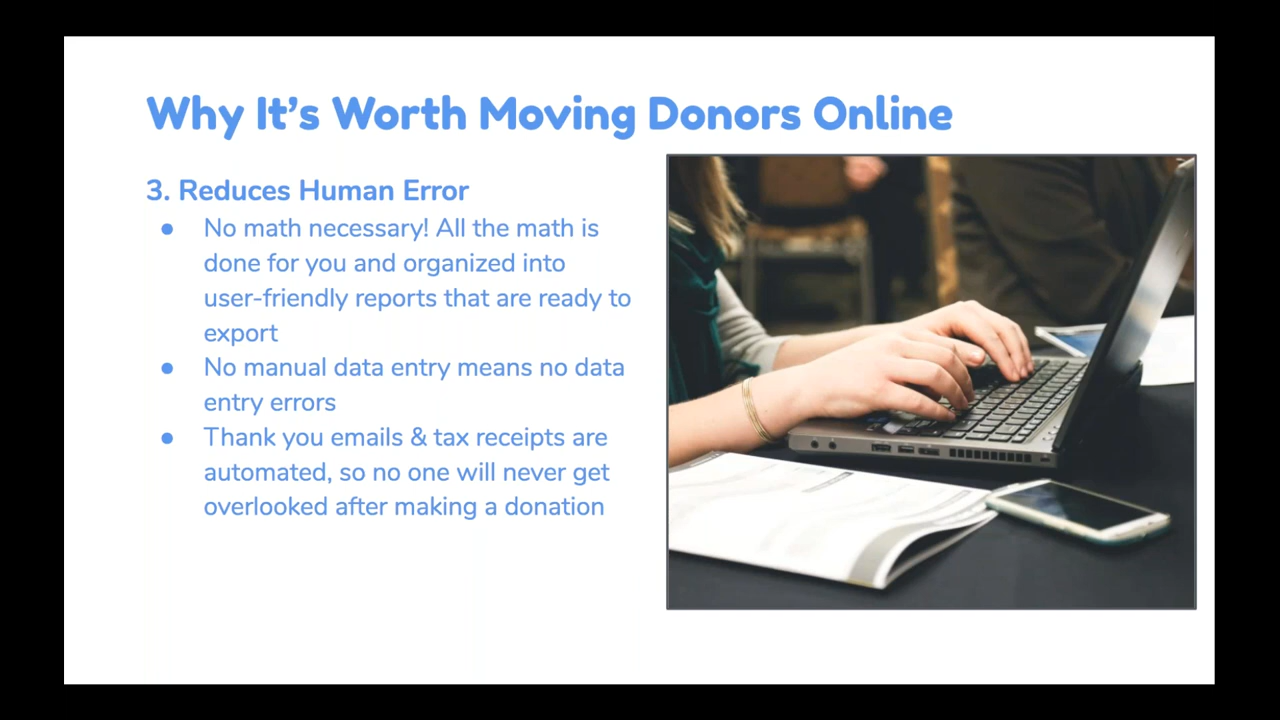 Why It’s Worth Moving Donors Online
3. Reduces Human Error
● No math necessary! All the math is
done for you and organized into
user-friendly reports that are ready to
export
● No manual data entry means no data
entry errors
● Thank you emails & tax receipts are
automated, so no one will never get
overlooked after making a donation